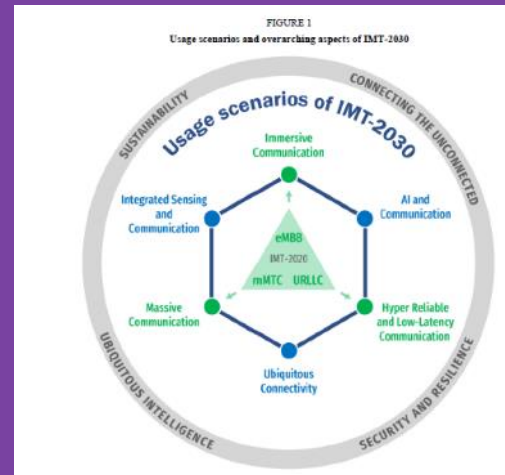 FIGURE 1
Usage scenarios and overarching aspects of IMT-2030
SUSTAINABILITY
CONNECTING THE UNCONNECTED
Usage scenarios of IMT-2030
Immersive
Communication
Integrated Sensing
and
Communication
AI and
Communication
eMBB
IMT-2020
mMTC URLLC
Massive
Communication
Hyper Reliable
and Low-Latency
Communication
Ubiquitous
Connectivity
UBIQUITOUS INTELLIGENCE
SECURITY AND RESILIENCE